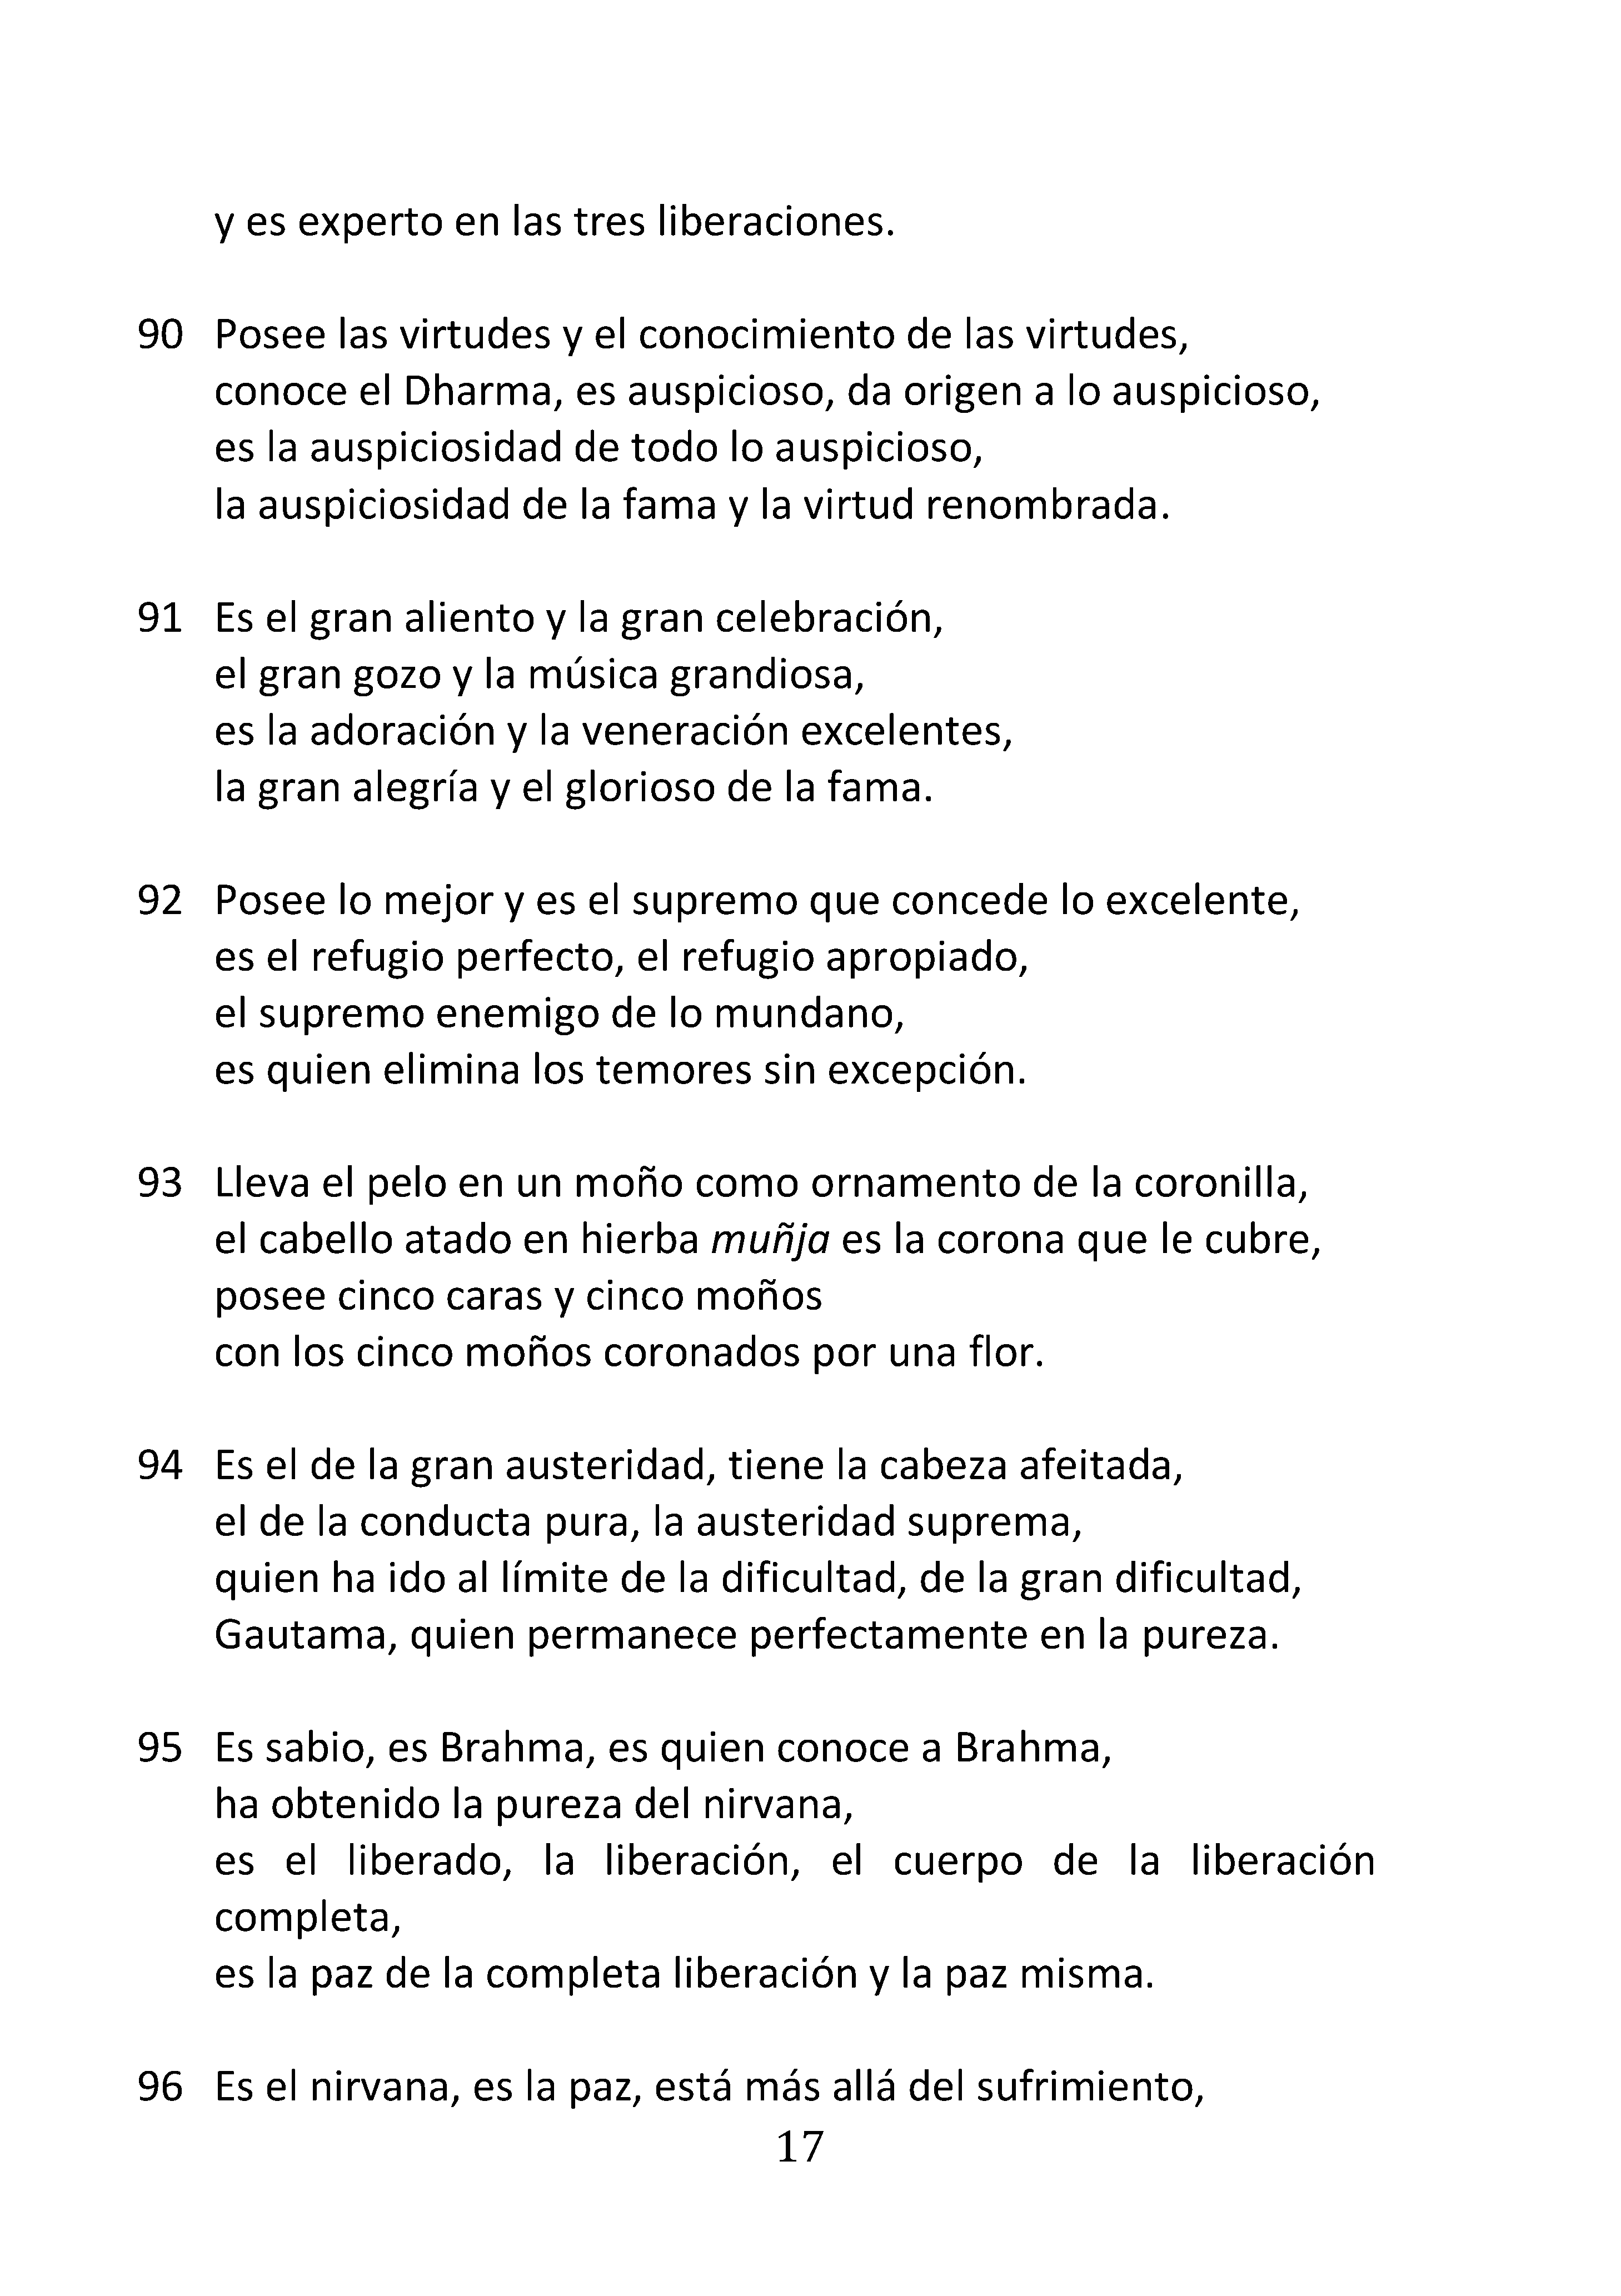 y es experto en las tres liberaciones.
90 Posee las virtudes y el conocimiento de las virtudes,
conoce el Dharma, es auspicioso, da origen a lo auspicioso,
es la auspiciosidad de todo lo auspicioso,
la auspiciosidad de la fama y la virtud renombrada.
91 Es el gran aliento y la gran celebración,
el gran gozo y la música grandiosa,
es la adoración y la veneración excelentes,
la gran alegría y el glorioso de la fama.
92 Posee lo mejor y es el supremo que concede lo excelente,
es el refugio perfecto, el refugio apropiado,
el supremo enemigo de lo mundano,
es quien elimina los temores sin excepción.
93 Lleva el pelo en un moño como ornamento de la coronilla,
el cabello atado en hierba muñja es la corona que le cubre,
posee cinco caras y cinco moños
con los cinco moños coronados por una flor.
94 Es el de la gran austeridad, tiene la cabeza afeitada,
el de la conducta pura, la austeridad suprema,
quien ha ido al límite de la dificultad, de la gran dificultad,
Gautama, quien permanece perfectamente en la pureza.
95 Es sabio, es Brahma, es quien conoce a Brahma,
ha obtenido la pureza del nirvana,
es el liberado, la liberación, el cuerpo de la liberación
completa,
es la paz de la completa liberación y la paz misma.
96 Es el nirvana, es la paz, está más allá del sufrimiento,
17